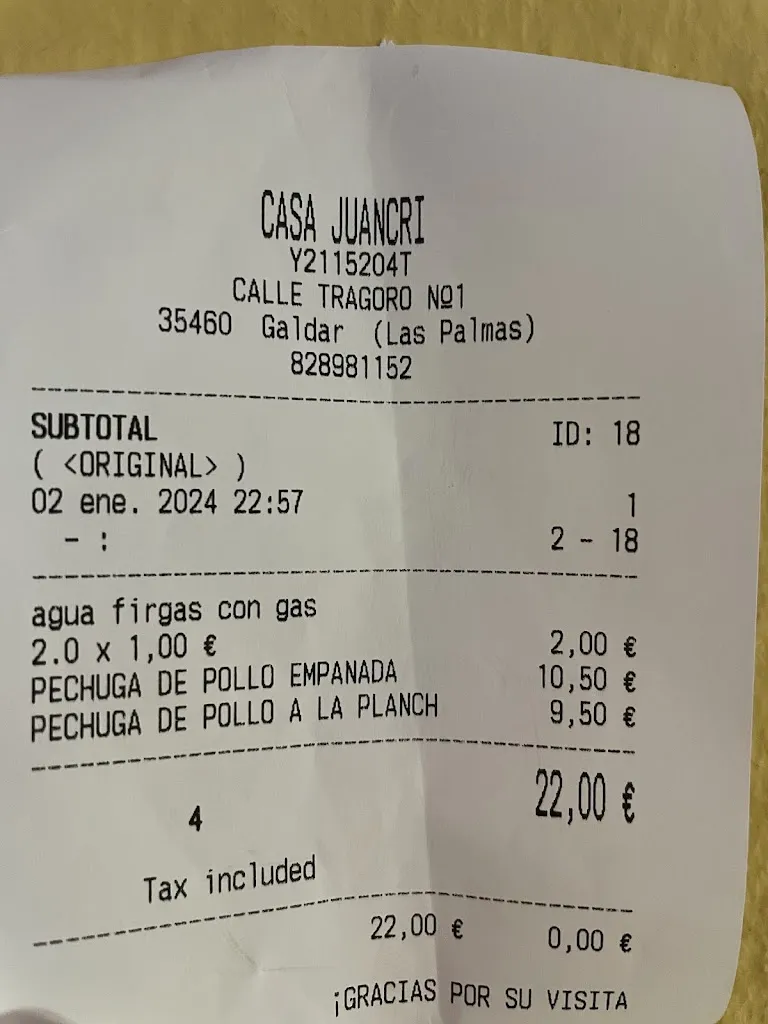 CASA JUANCRI
Y2115204T
CALLE TRAGORO Nº1
35460 Galdar (Las Palmas)
828981152
SUBTOTAL ID: 18
( <ORIGINAL> )
02 ene. 2024 22:57 1
- : 2 - 18
agua firgas con gas
2.0 x 1,00 € 2,00 €
PECHUGA DE POLLO EMPANADA 10,50 €
PECHUGA DE POLLO A LA PLANCH 9,50 €
4 22,00 €
Tax included
22,00 € 0,00 €
¡GRACIAS POR SU VISITA